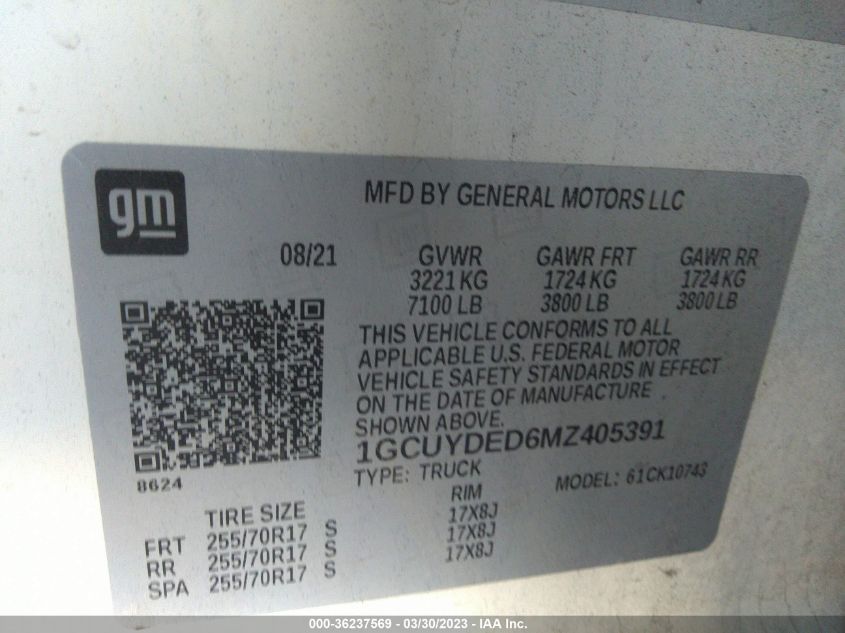 gm
MFD BY GENERAL MOTORS LLC
08/21 GVWR GAWR FRT GAWR RR
3221 KG 1724 KG 1724 KG
7100 LB 3800 LB 3800 LB
THIS VEHICLE CONFORMS TO ALL
APPLICABLE U.S. FEDERAL MOTOR
VEHICLE SAFETY STANDARDS IN EFFECT
ON THE DATE OF MANUFACTURE
SHOWN ABOVE.
1GCUYDED6MZ405391
TYPE: TRUCK MODEL: 61CK10743
8624
TIRE SIZE RIM
FRT 255/70R17 S 17X8J
RR 255/70R17 S 17X8J
SPA 255/70R17 S 17X8J
000-36237569 — 03/30/2023 — IAA Inc.